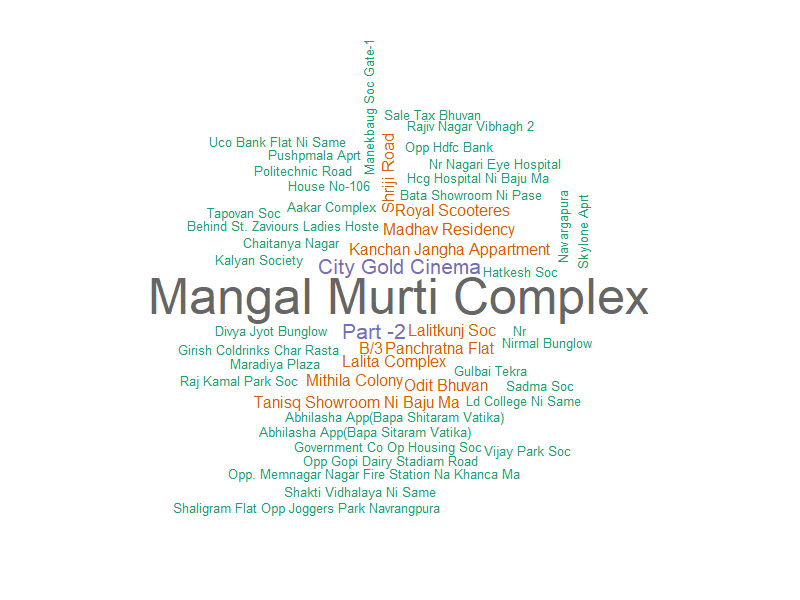 Manekbaug Soc Gate-1
Sale Tax Bhuvan
Rajiv Nagar Vibhagh 2
Uco Bank Flat Ni Same
Shriji Road
Opp Hdfc Bank
Pushpmala Aprt
Nr Nagari Eye Hospital
Politechnic Road
Hcg Hospital Ni Baju Ma
House No-106
Bata Showroom Ni Pase
Navargapura
Skylone Aprt
Tapovan Soc
Aakar Complex
Royal Scooteres
Behind St. Zaviours Ladies Hoste
Madhav Residency
Chaitanya Nagar
Kanchan Jangha Appartment
Kalyan Society
City Gold Cinema
Hatkesh Soc
Mangal Murti Complex
Divya Jyot Bunglow
Part -2
Lalitkunj Soc
Nr
Nirmal Bunglow
Girish Coldrinks Char Rasta
B/3
Panchratna Flat
Maradiya Plaza
Lalita Complex
Gulbai Tekra
Raj Kamal Park Soc
Mithila Colony
Odit Bhuvan
Sadma Soc
Tanisq Showroom Ni Baju Ma
Ld College Ni Same
Abhilasha App(Bapa Shitaram Vatika)
Abhilasha App(Bapa Sitaram Vatika)
Government Co Op Housing Soc
Vijay Park Soc
Opp Gopi Dairy Stadiam Road
Opp. Memnagar Nagar Fire Station Na Khanca Ma
Shakti Vidhalaya Ni Same
Shaligram Flat Opp Joggers Park Navrangpura